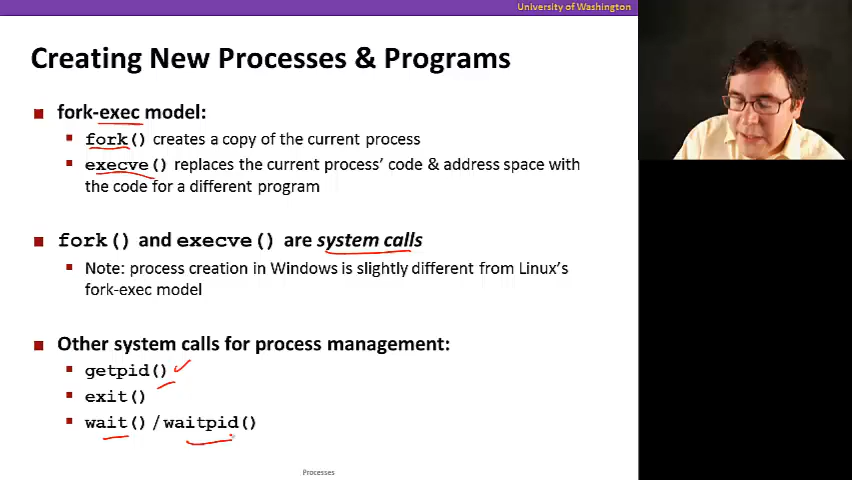 University of Washington
Creating New Processes & Programs
fork-exec model:
fork() creates a copy of the current process
execve() replaces the current process’ code & address space with
the code for a different program
fork() and execve() are system calls
Note: process creation in Windows is slightly different from Linux’s
fork-exec model
Other system calls for process management:
getpid()
exit()
wait()/waitpid()
Processes